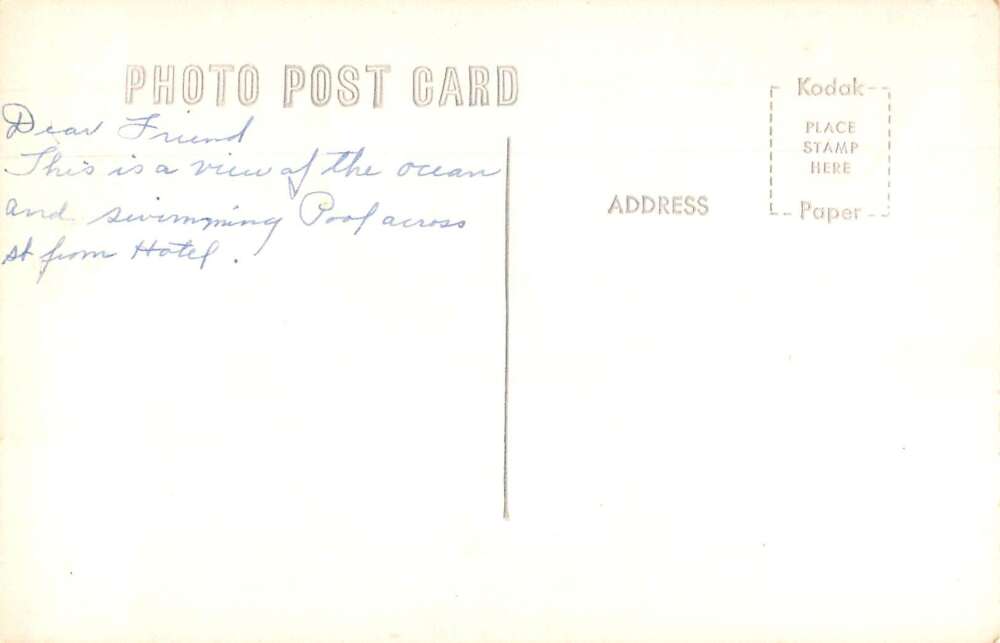 PHOTO POST CARD
Dear Friend
This is a view of the ocean
and swimming Pool across
st from Hotel.
ADDRESS
Kodak
PLACE
STAMP
HERE
Paper